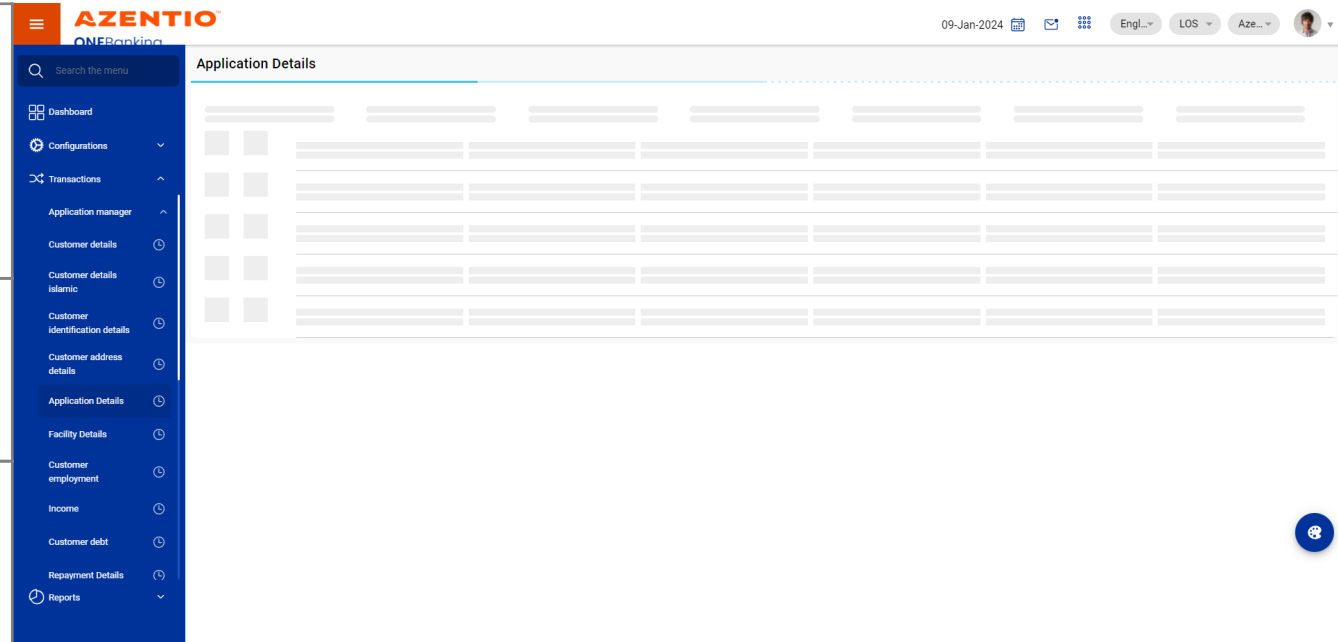 AZENTIO™
ONEBanking
09-Jan-2024
Engl...
LOS
Aze...
Search the menu
Application Details
Dashboard
Configurations
Transactions
Application manager
Customer details
Customer details
islamic
Customer
identification details
Customer address
details
Application Details
Facility Details
Customer
employment
Income
Customer debt
Repayment Details
Reports